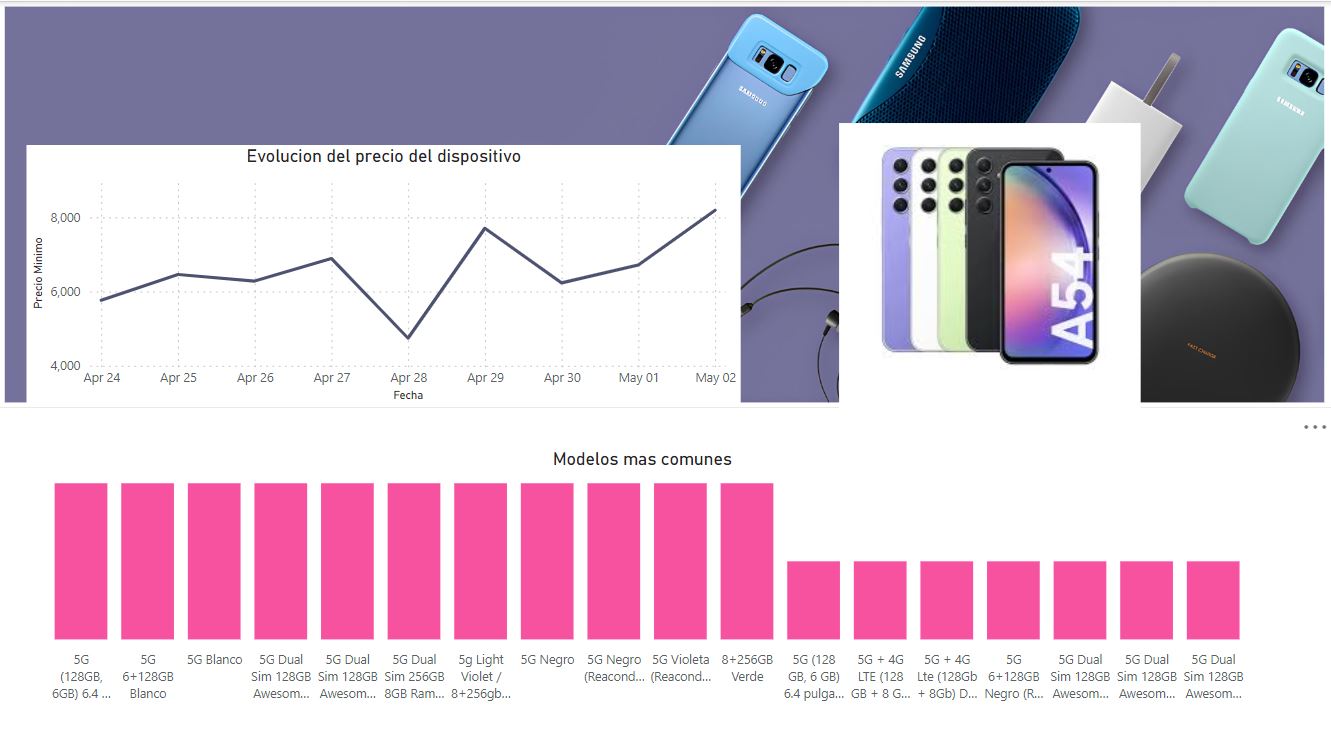 SAMSUNG
SAMSUNG
SAMSUNG
Evolucion del precio del dispositivo
Precio Minimo
8,000
6,000
4,000
Apr 24 Apr 25 Apr 26 Apr 27 Apr 28 Apr 29 Apr 30 May 01 May 02
Fecha
A54
FAST CHARGE
Modelos mas comunes
5G
(128GB,
6GB) 6.4 ...
5G
6+128GB
Blanco
5G Blanco
5G Dual
Sim 128GB
Awesom...
5G Dual
Sim 128GB
Awesom...
5G Dual
Sim 256GB
8GB Ram...
5g Light
Violet /
8+256gb...
5G Negro
5G Negro
(Reacond...
5G Violeta
(Reacond...
8+256GB
Verde
5G (128
GB, 6 GB)
6.4 pulga...
5G + 4G
LTE (128
GB + 8 G...
5G + 4G
Lte (128Gb
+ 8Gb) D...
5G
6+128GB
Negro (R...
5G Dual
Sim 128GB
Awesom...
5G Dual
Sim 128GB
Awesom...
5G Dual
Sim 128GB
Awesom...